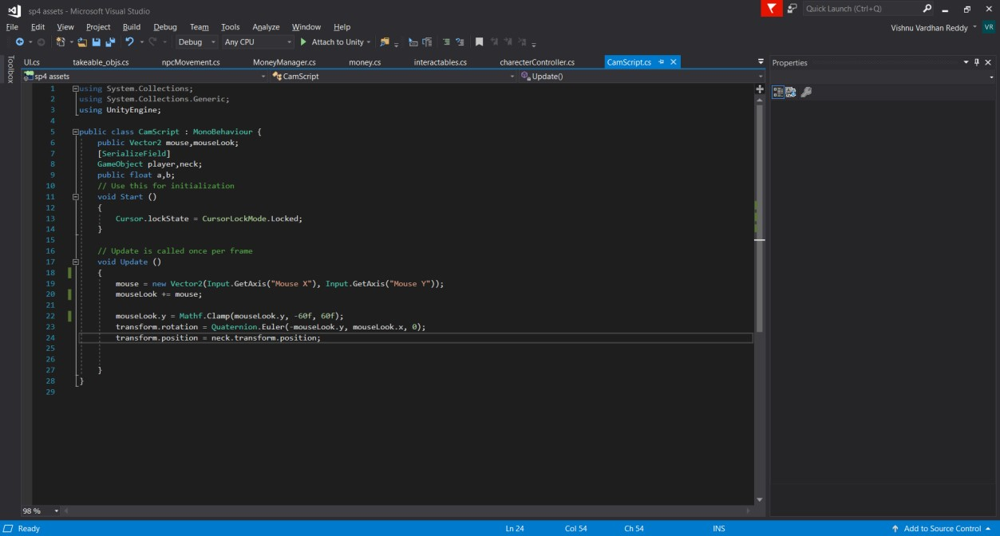 sp4 assets - Microsoft Visual Studio
Quick Launch (Ctrl+Q)
File Edit View Project Build Debug Team Tools Analyze Window Help
Vishnu Vardhan Reddy VR
Debug Any CPU Attach to Unity
Toolbox
UI.cs takeable_objs.cs npcMovement.cs MoneyManager.cs money.cs interactables.cs charecterController.cs CamScript.cs
Properties
sp4 assets CamScript Update()
1 using System.Collections;
2 using System.Collections.Generic;
3 using UnityEngine;
4
5 public class CamScript : MonoBehaviour {
6 public Vector2 mouse,mouseLook;
7 [SerializeField]
8 GameObject player,neck;
9 public float a,b;
10 // Use this for initialization
11 void Start ()
12 {
13 Cursor.lockState = CursorLockMode.Locked;
14 }
15
16 // Update is called once per frame
17 void Update ()
18 {
19 mouse = new Vector2(Input.GetAxis("Mouse X"), Input.GetAxis("Mouse Y"));
20 mouseLook += mouse;
21
22 mouseLook.y = Mathf.Clamp(mouseLook.y, -60f, 60f);
23 transform.rotation = Quaternion.Euler(-mouseLook.y, mouseLook.x, 0);
24 transform.position = neck.transform.position;
25
26
27 }
28 }
29
98 %
Ready Ln 24 Col 54 Ch 54 INS Add to Source Control